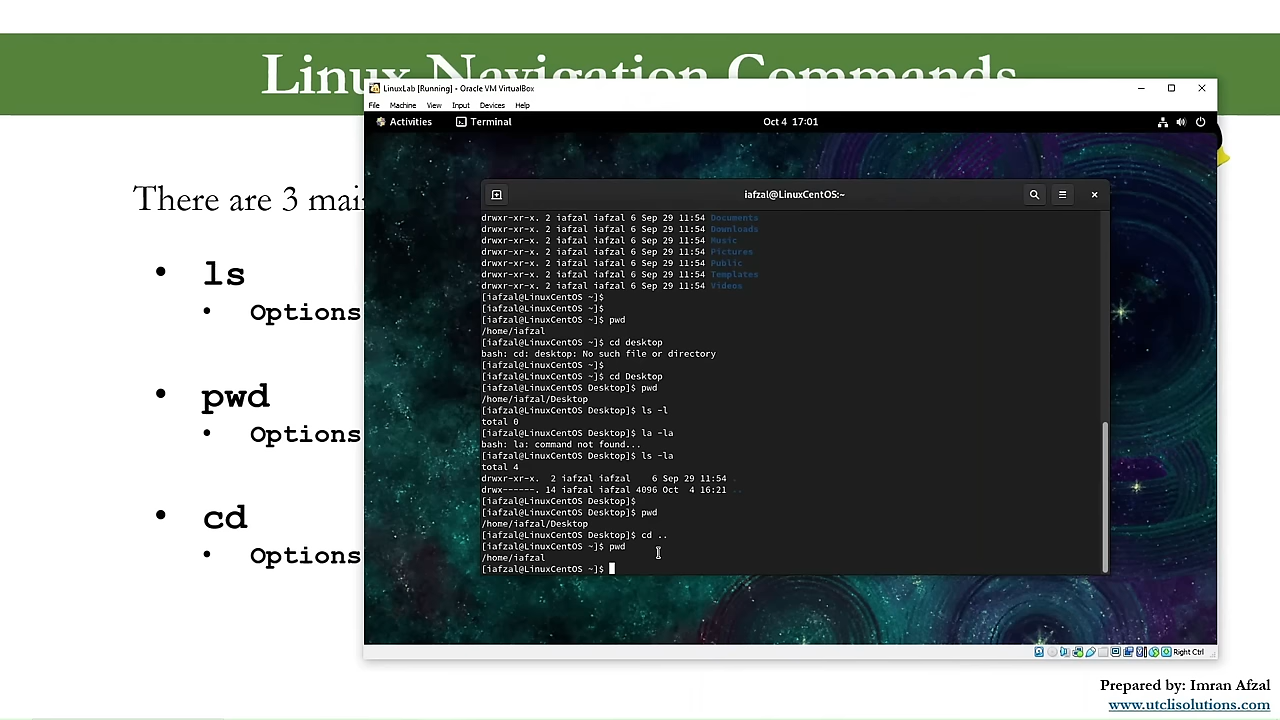 Linux Navigation Commands
There are 3 mai
• ls
• Options
• pwd
• Options
• cd
• Options
LinuxLab [Running] - Oracle VM VirtualBox
File Machine View Input Devices Help
Activities Terminal Oct 4 17:01
iafzal@LinuxCentOS:~
drwxr-xr-x. 2 iafzal iafzal 6 Sep 29 11:54 Documents
drwxr-xr-x. 2 iafzal iafzal 6 Sep 29 11:54 Downloads
drwxr-xr-x. 2 iafzal iafzal 6 Sep 29 11:54 Music
drwxr-xr-x. 2 iafzal iafzal 6 Sep 29 11:54 Pictures
drwxr-xr-x. 2 iafzal iafzal 6 Sep 29 11:54 Public
drwxr-xr-x. 2 iafzal iafzal 6 Sep 29 11:54 Templates
drwxr-xr-x. 2 iafzal iafzal 6 Sep 29 11:54 Videos
[iafzal@LinuxCentOS ~]$
[iafzal@LinuxCentOS ~]$
[iafzal@LinuxCentOS ~]$ pwd
/home/iafzal
[iafzal@LinuxCentOS ~]$ cd desktop
bash: cd: desktop: No such file or directory
[iafzal@LinuxCentOS ~]$
[iafzal@LinuxCentOS ~]$ cd Desktop
[iafzal@LinuxCentOS Desktop]$ pwd
/home/iafzal/Desktop
[iafzal@LinuxCentOS Desktop]$ ls -l
total 0
[iafzal@LinuxCentOS Desktop]$ la -la
bash: la: command not found...
[iafzal@LinuxCentOS Desktop]$ ls -la
total 4
drwxr-xr-x. 2 iafzal iafzal 6 Sep 29 11:54 .
drwx------. 14 iafzal iafzal 4096 Oct 4 16:21 ..
[iafzal@LinuxCentOS Desktop]$
[iafzal@LinuxCentOS Desktop]$ pwd
/home/iafzal/Desktop
[iafzal@LinuxCentOS Desktop]$ cd ..
[iafzal@LinuxCentOS ~]$ pwd
/home/iafzal
[iafzal@LinuxCentOS ~]$
Right Ctrl
Prepared by: Imran Afzal
www.utclisolutions.com